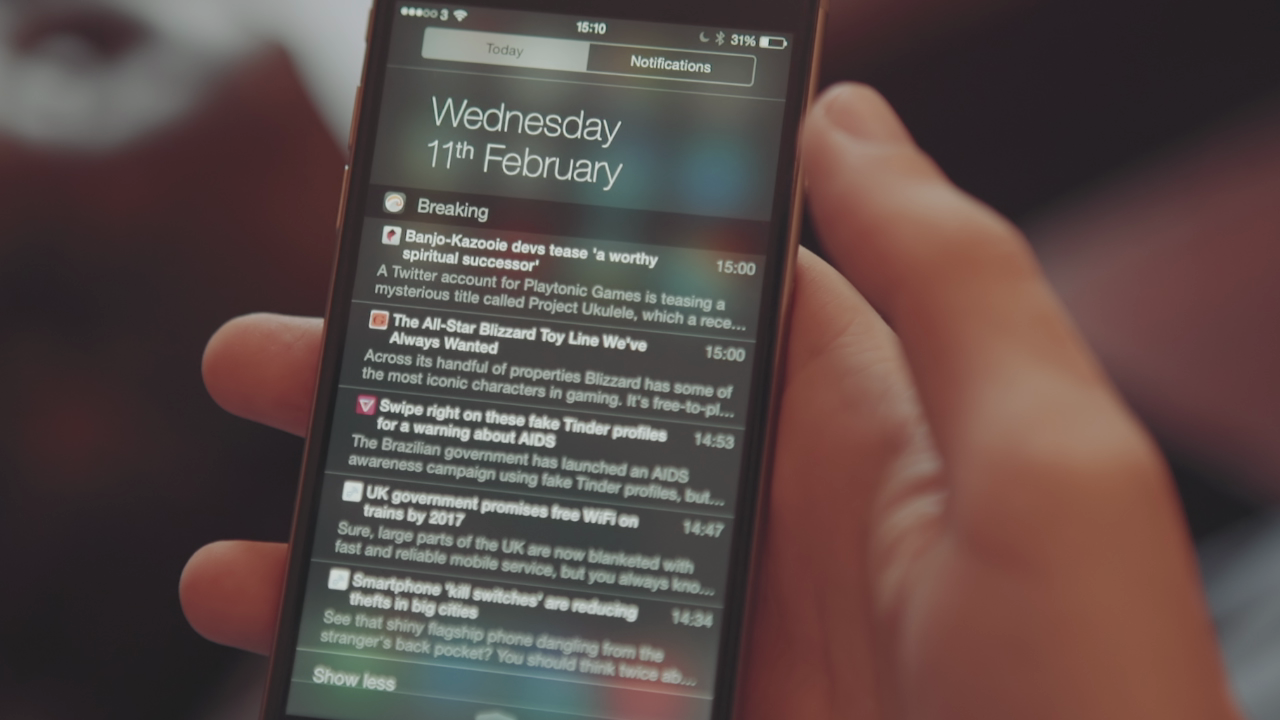 3
15:10
31%
Today
Notifications
Wednesday
11th February
Breaking
Banjo-Kazooie devs tease 'a worthy
spiritual successor'
15:00
A Twitter account for Playtonic Games is teasing a
mysterious title called Project Ukulele, which a rece...
The All-Star Blizzard Toy Line We've
Always Wanted
15:00
Across its handful of properties Blizzard has some of
the most iconic characters in gaming. It's free-to-pl...
Swipe right on these fake Tinder profiles
for a warning about AIDS
14:53
The Brazilian government has launched an AIDS
awareness campaign using fake Tinder profiles, but...
UK government promises free WiFi on
trains by 2017
14:47
Sure, large parts of the UK are now blanketed with
fast and reliable mobile service, but you always kno...
Smartphone 'kill switches' are reducing
thefts in big cities
14:34
See that shiny flagship phone dangling from the
stranger's back pocket? You should think twice ab...
Show less